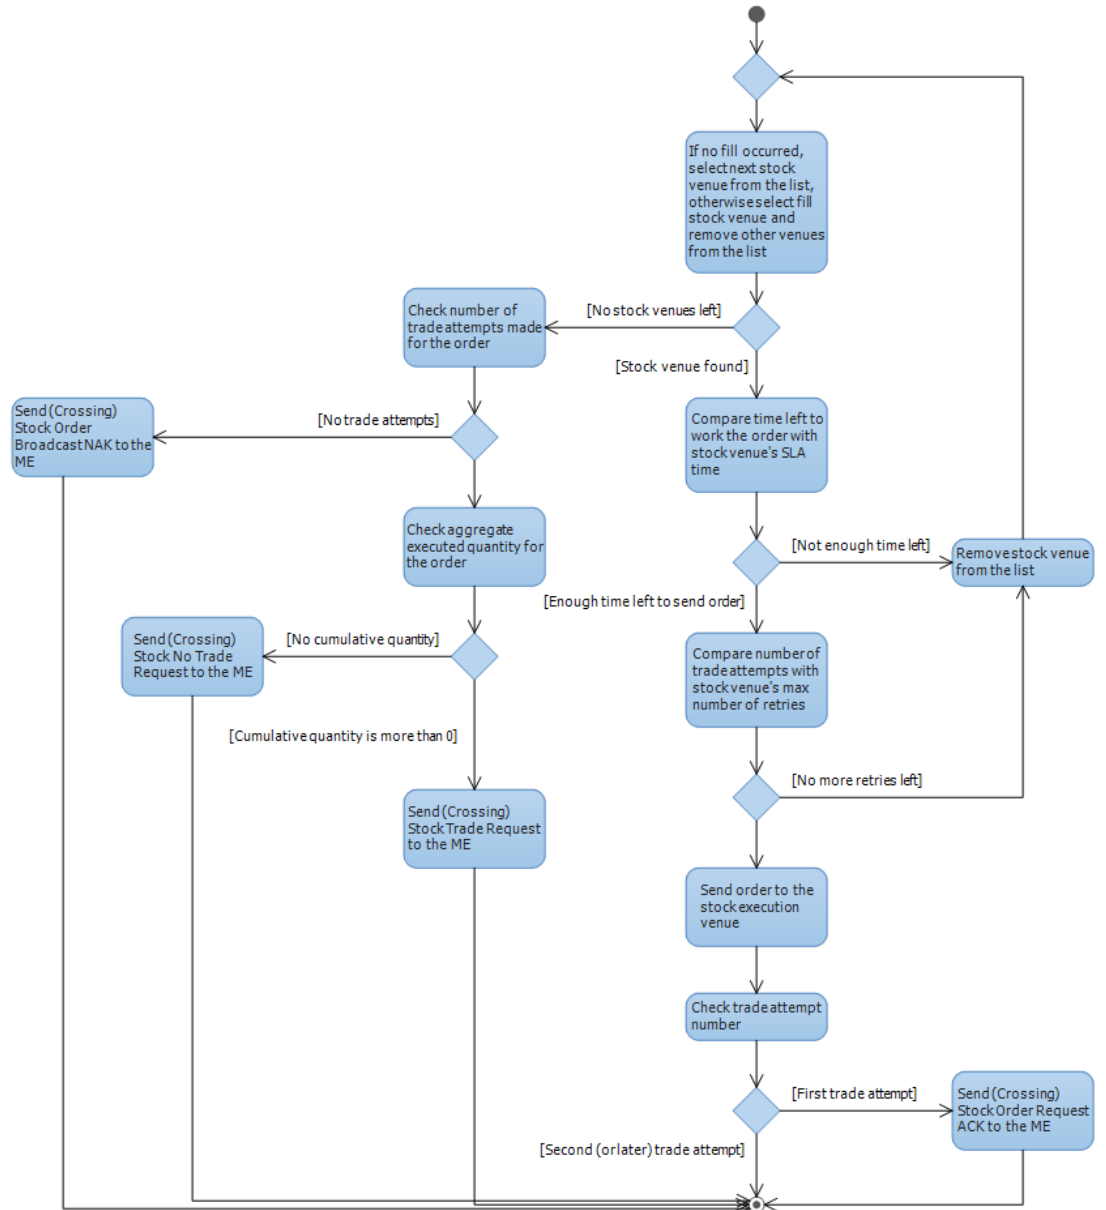 If no fill occurred,
select next stock
venue from the list,
otherwise select fill
stock venue and
remove other venues
from the list
[No stock venues left]
Check number of
trade attempts made
for the order
[Stock venue found]
Send (Crossing)
Stock Order
Broadcast NAK to the
ME
[No trade attempts]
Compare time left to
work the order with
stock venue's SLA
time
Check aggregate
executed quantity for
the order
[Not enough time left]
Remove stock venue
from the list
[Enough time left to send order]
Send (Crossing)
Stock No Trade
Request to the ME
[No cumulative quantity]
Compare number of
trade attempts with
stock venue's max
number of retries
[Cumulative quantity is more than 0]
[No more retries left]
Send (Crossing)
Stock Trade Request
to the ME
Send order to the
stock execution
venue
Check trade attempt
number
[First trade attempt]
Send (Crossing)
Stock Order Request
ACK to the ME
[Second (or later) trade attempt]